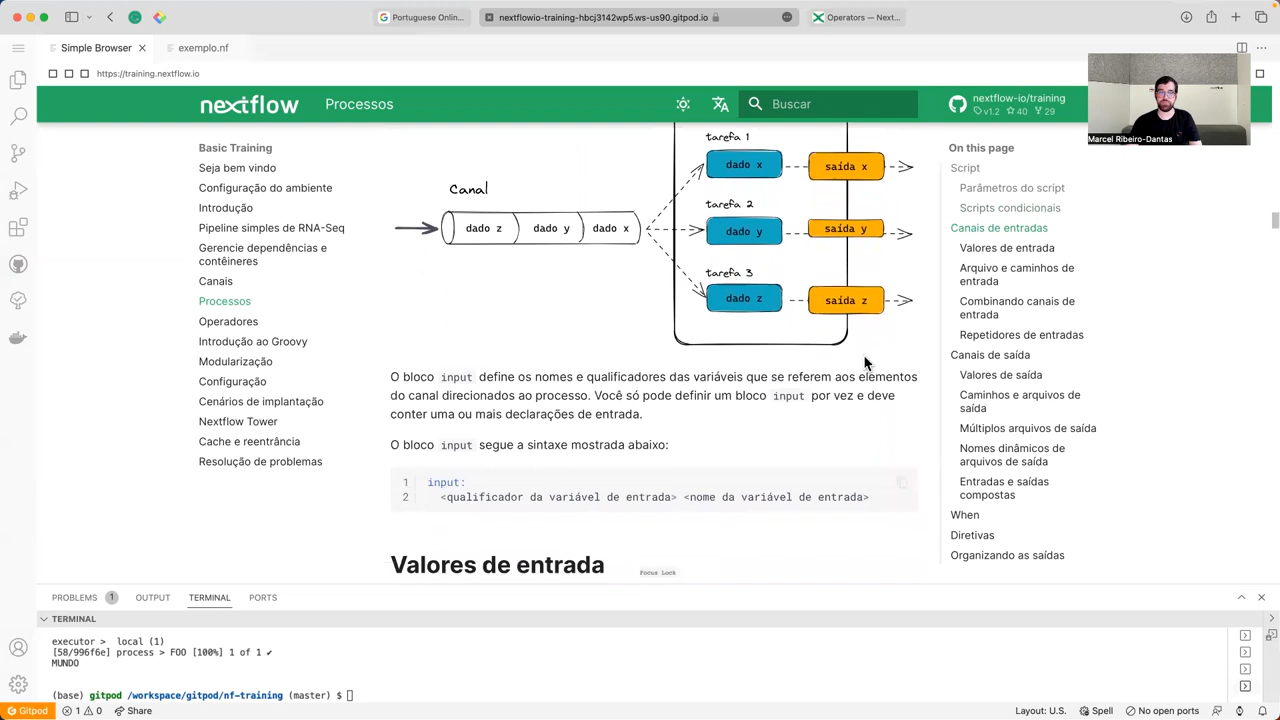 Portuguese Onlin...
nextflowio-training-hbcj3142wp5.ws-us90.gitpod.io
Operators — Next...
Simple Browser
exemplo.nf
https://training.nextflow.io
nextflow
Processos
Buscar
nextflow-io/training
v1.2 40 29
Marcel Ribeiro-Dantas
Basic Training
Seja bem vindo
Configuração do ambiente
Introdução
Pipeline simples de RNA-Seq
Gerencie dependências e
contêineres
Canais
Processos
Operadores
Introdução ao Groovy
Modularização
Configuração
Cenários de implantação
Nextflow Tower
Cache e reentrância
Resolução de problemas
Canal
dado z
dado y
dado x
tarefa 1
dado x
saída x
tarefa 2
dado y
saída y
tarefa 3
dado z
saída z
O bloco input define os nomes e qualificadores das variáveis que se referem aos elementos
do canal direcionados ao processo. Você só pode definir um bloco input por vez e deve
conter uma ou mais declarações de entrada.
O bloco input segue a sintaxe mostrada abaixo:
1 input:
2 <qualificador da variável de entrada> <nome da variável de entrada>
Valores de entrada
Focus Lock
On this page
Script
Parâmetros do script
Scripts condicionais
Canais de entradas
Valores de entrada
Arquivo e caminhos de
entrada
Combinando canais de
entrada
Repetidores de entradas
Canais de saída
Valores de saída
Caminhos e arquivos de
saída
Múltiplos arquivos de saída
Nomes dinâmicos de
arquivos de saída
Entradas e saídas
compostas
When
Diretivas
Organizando as saídas
PROBLEMS 1 OUTPUT TERMINAL PORTS
TERMINAL
executor > local (1)
[58/996f6e] process > FOO [100%] 1 of 1 ✔
MUNDO
(base) gitpod /workspace/gitpod/nf-training (master) $
Gitpod 1 0 Share
Layout: U.S. Spell No open ports